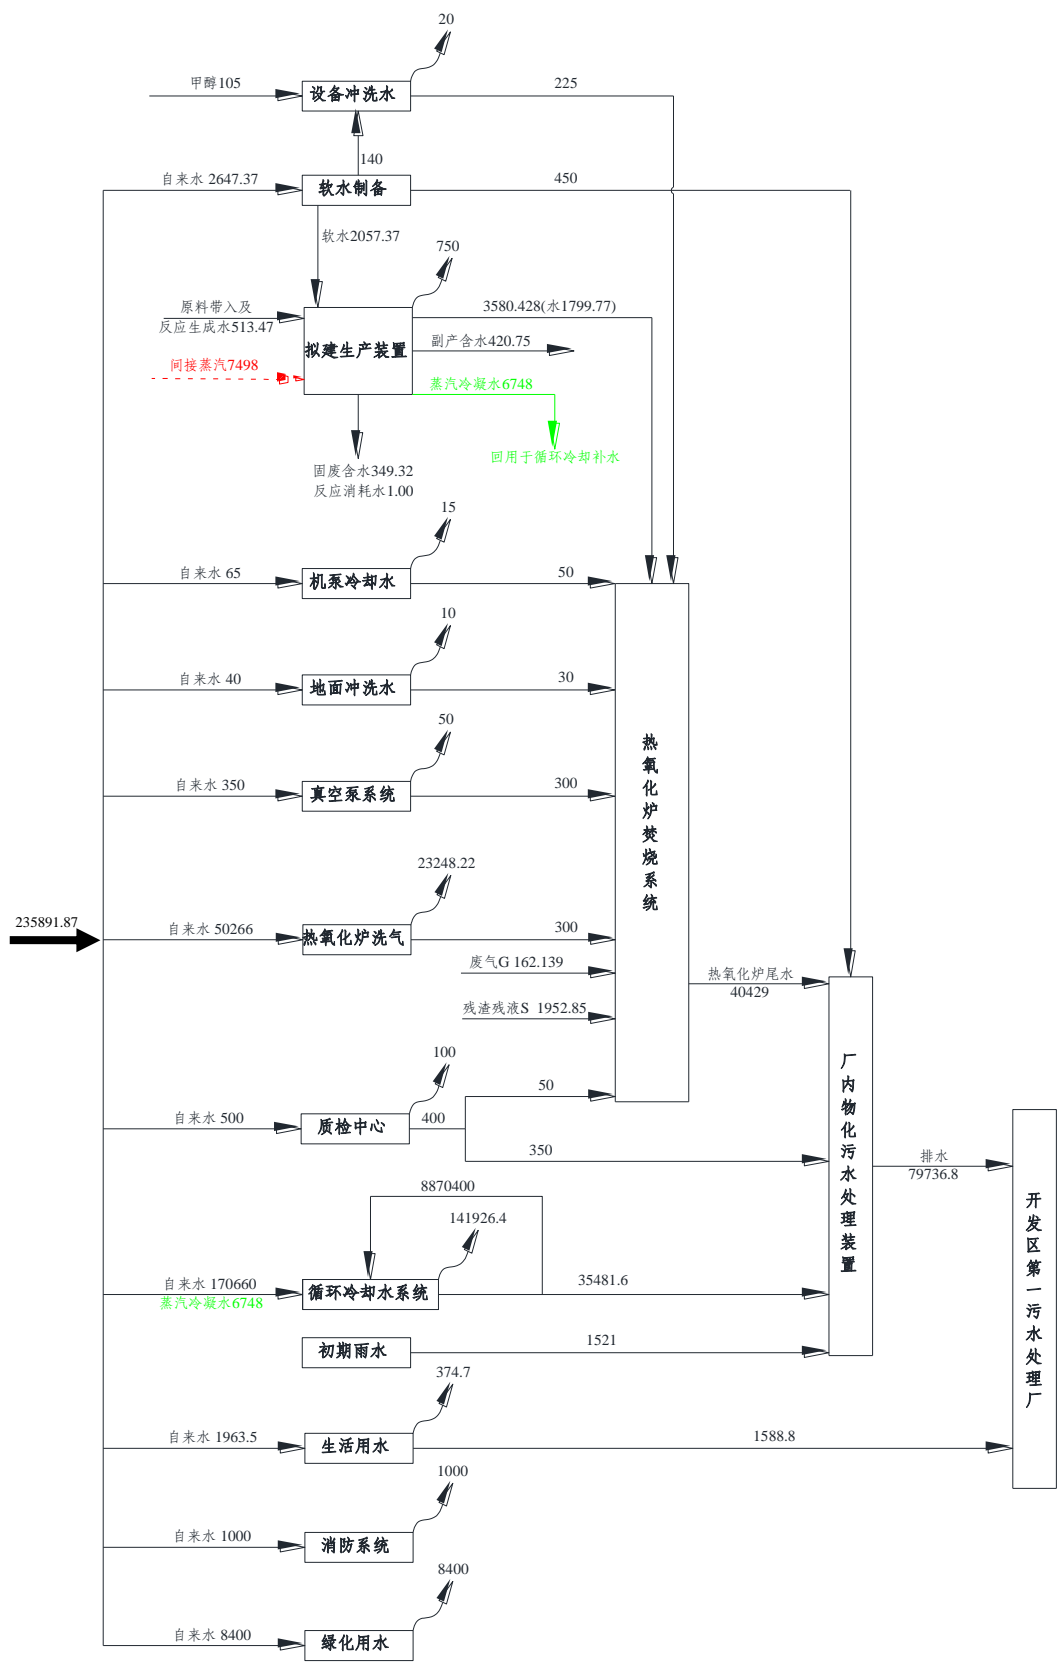 20
甲醇105
设备冲洗水
225
140
自来水 2647.37
软水制备
450
软水2057.37
750
原料带入及
反应生成水513.47
3580.428(水1799.77)
拟建生产装置
副产含水420.75
间接蒸汽7498
蒸汽冷凝水6748
回用于循环冷却补水
固废含水349.32
反应消耗水1.00
15
自来水 65
机泵冷却水
50
10
自来水 40
地面冲洗水
30
50
自来水 350
真空泵系统
300
热氧化炉焚烧系统
23248.22
235891.87
自来水 50266
热氧化炉洗气
300
废气G 162.139
热氧化炉尾水
40429
残渣残液S 1952.85
100
自来水 500
质检中心
400
50
350
厂内物化污水处理装置
排水
79736.8
8870400
141926.4
自来水 170660
蒸汽冷凝水6748
循环冷却水系统
35481.6
初期雨水
1521
开发区第一污水处理厂
374.7
自来水 1963.5
生活用水
1588.8
1000
自来水 1000
消防系统
8400
自来水 8400
绿化用水